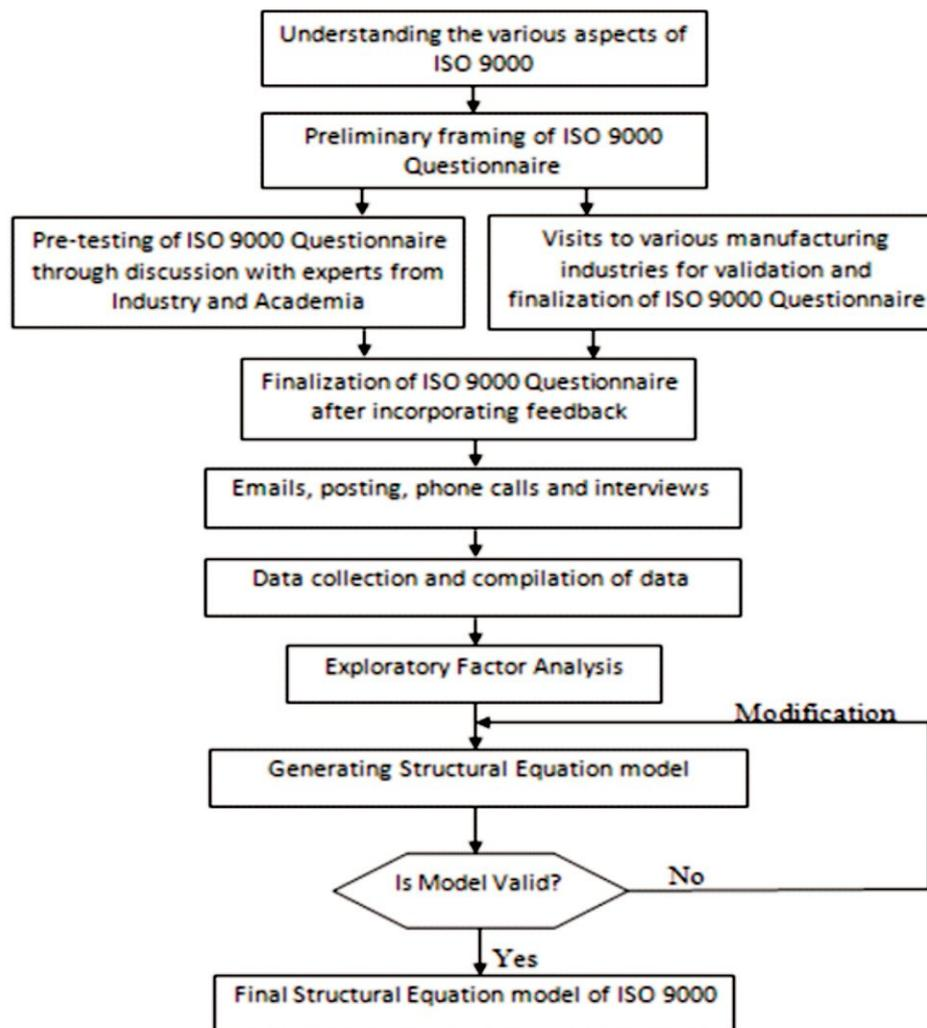 Understanding the various aspects of
ISO 9000
Preliminary framing of ISO 9000
Questionnaire
Pre-testing of ISO 9000 Questionnaire
through discussion with experts from
Industry and Academia
Visits to various manufacturing
industries for validation and
finalization of ISO 9000 Questionnaire
Finalization of ISO 9000 Questionnaire
after incorporating feedback
Emails, posting, phone calls and interviews
Data collection and compilation of data
Exploratory Factor Analysis
Modification
Generating Structural Equation model
Is Model Valid?
No
Yes
Final Structural Equation model of ISO 9000